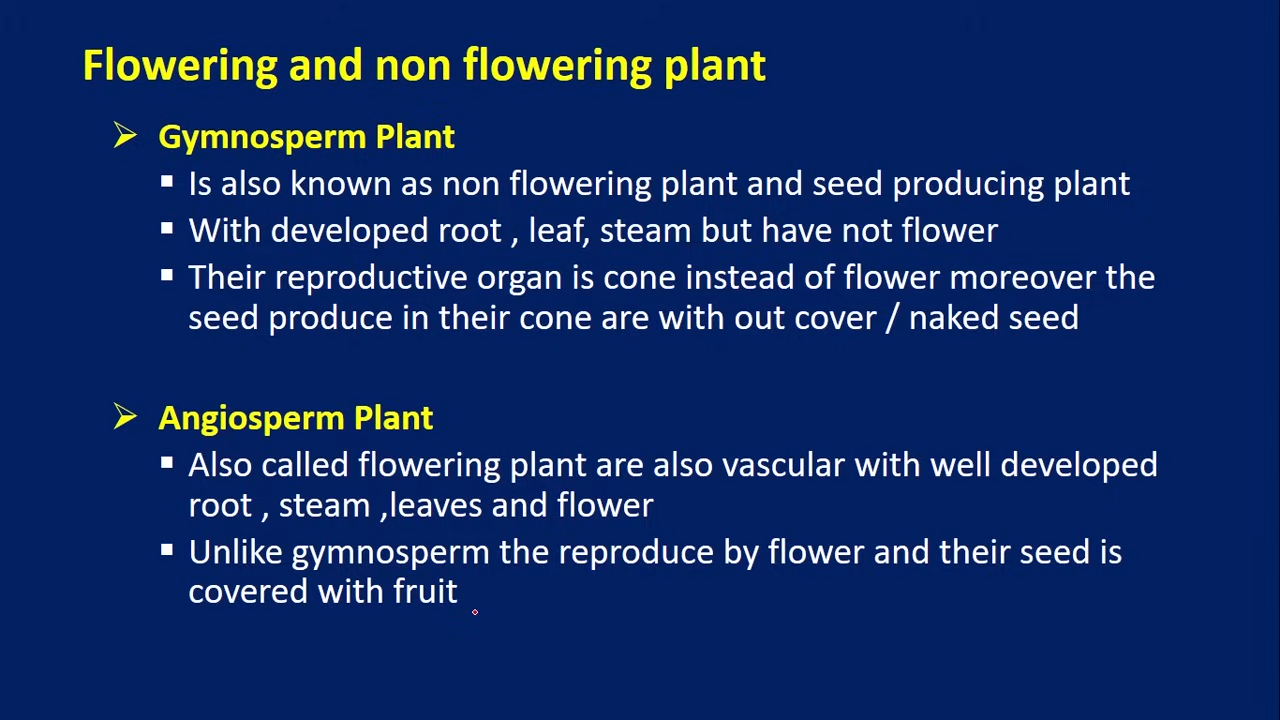 Flowering and non flowering plant
Gymnosperm Plant
Is also known as non flowering plant and seed producing plant
With developed root , leaf, steam but have not flower
Their reproductive organ is cone instead of flower moreover the
seed produce in their cone are with out cover / naked seed
Angiosperm Plant
Also called flowering plant are also vascular with well developed
root , steam ,leaves and flower
Unlike gymnosperm the reproduce by flower and their seed is
covered with fruit